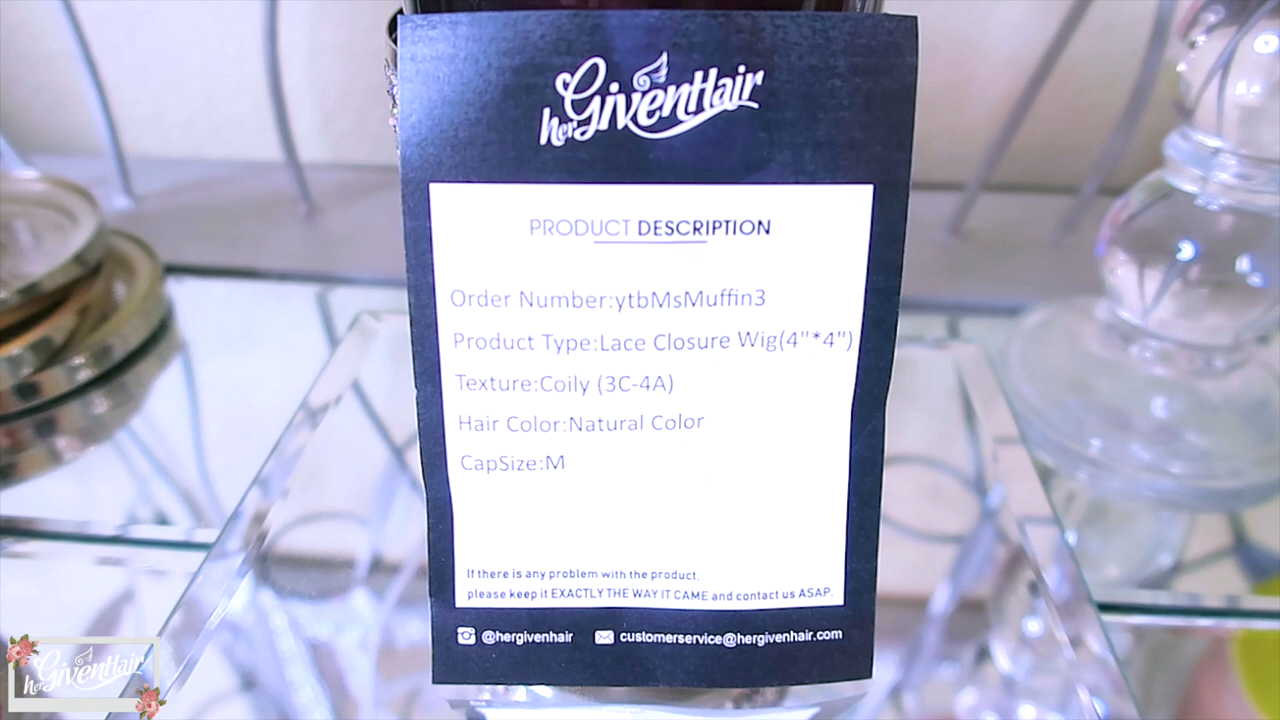 herGivenHair
PRODUCT DESCRIPTION
Order Number:ytbMsMuffin3
Product Type:Lace Closure Wig(4"*4")
Texture:Coily (3C-4A)
Hair Color:Natural Color
CapSize:M
If there is any problem with the product,
please keep it EXACTLY THE WAY IT CAME and contact us ASAP.
@hergivenhair customerservice@hergivenhair.com
herGivenHair